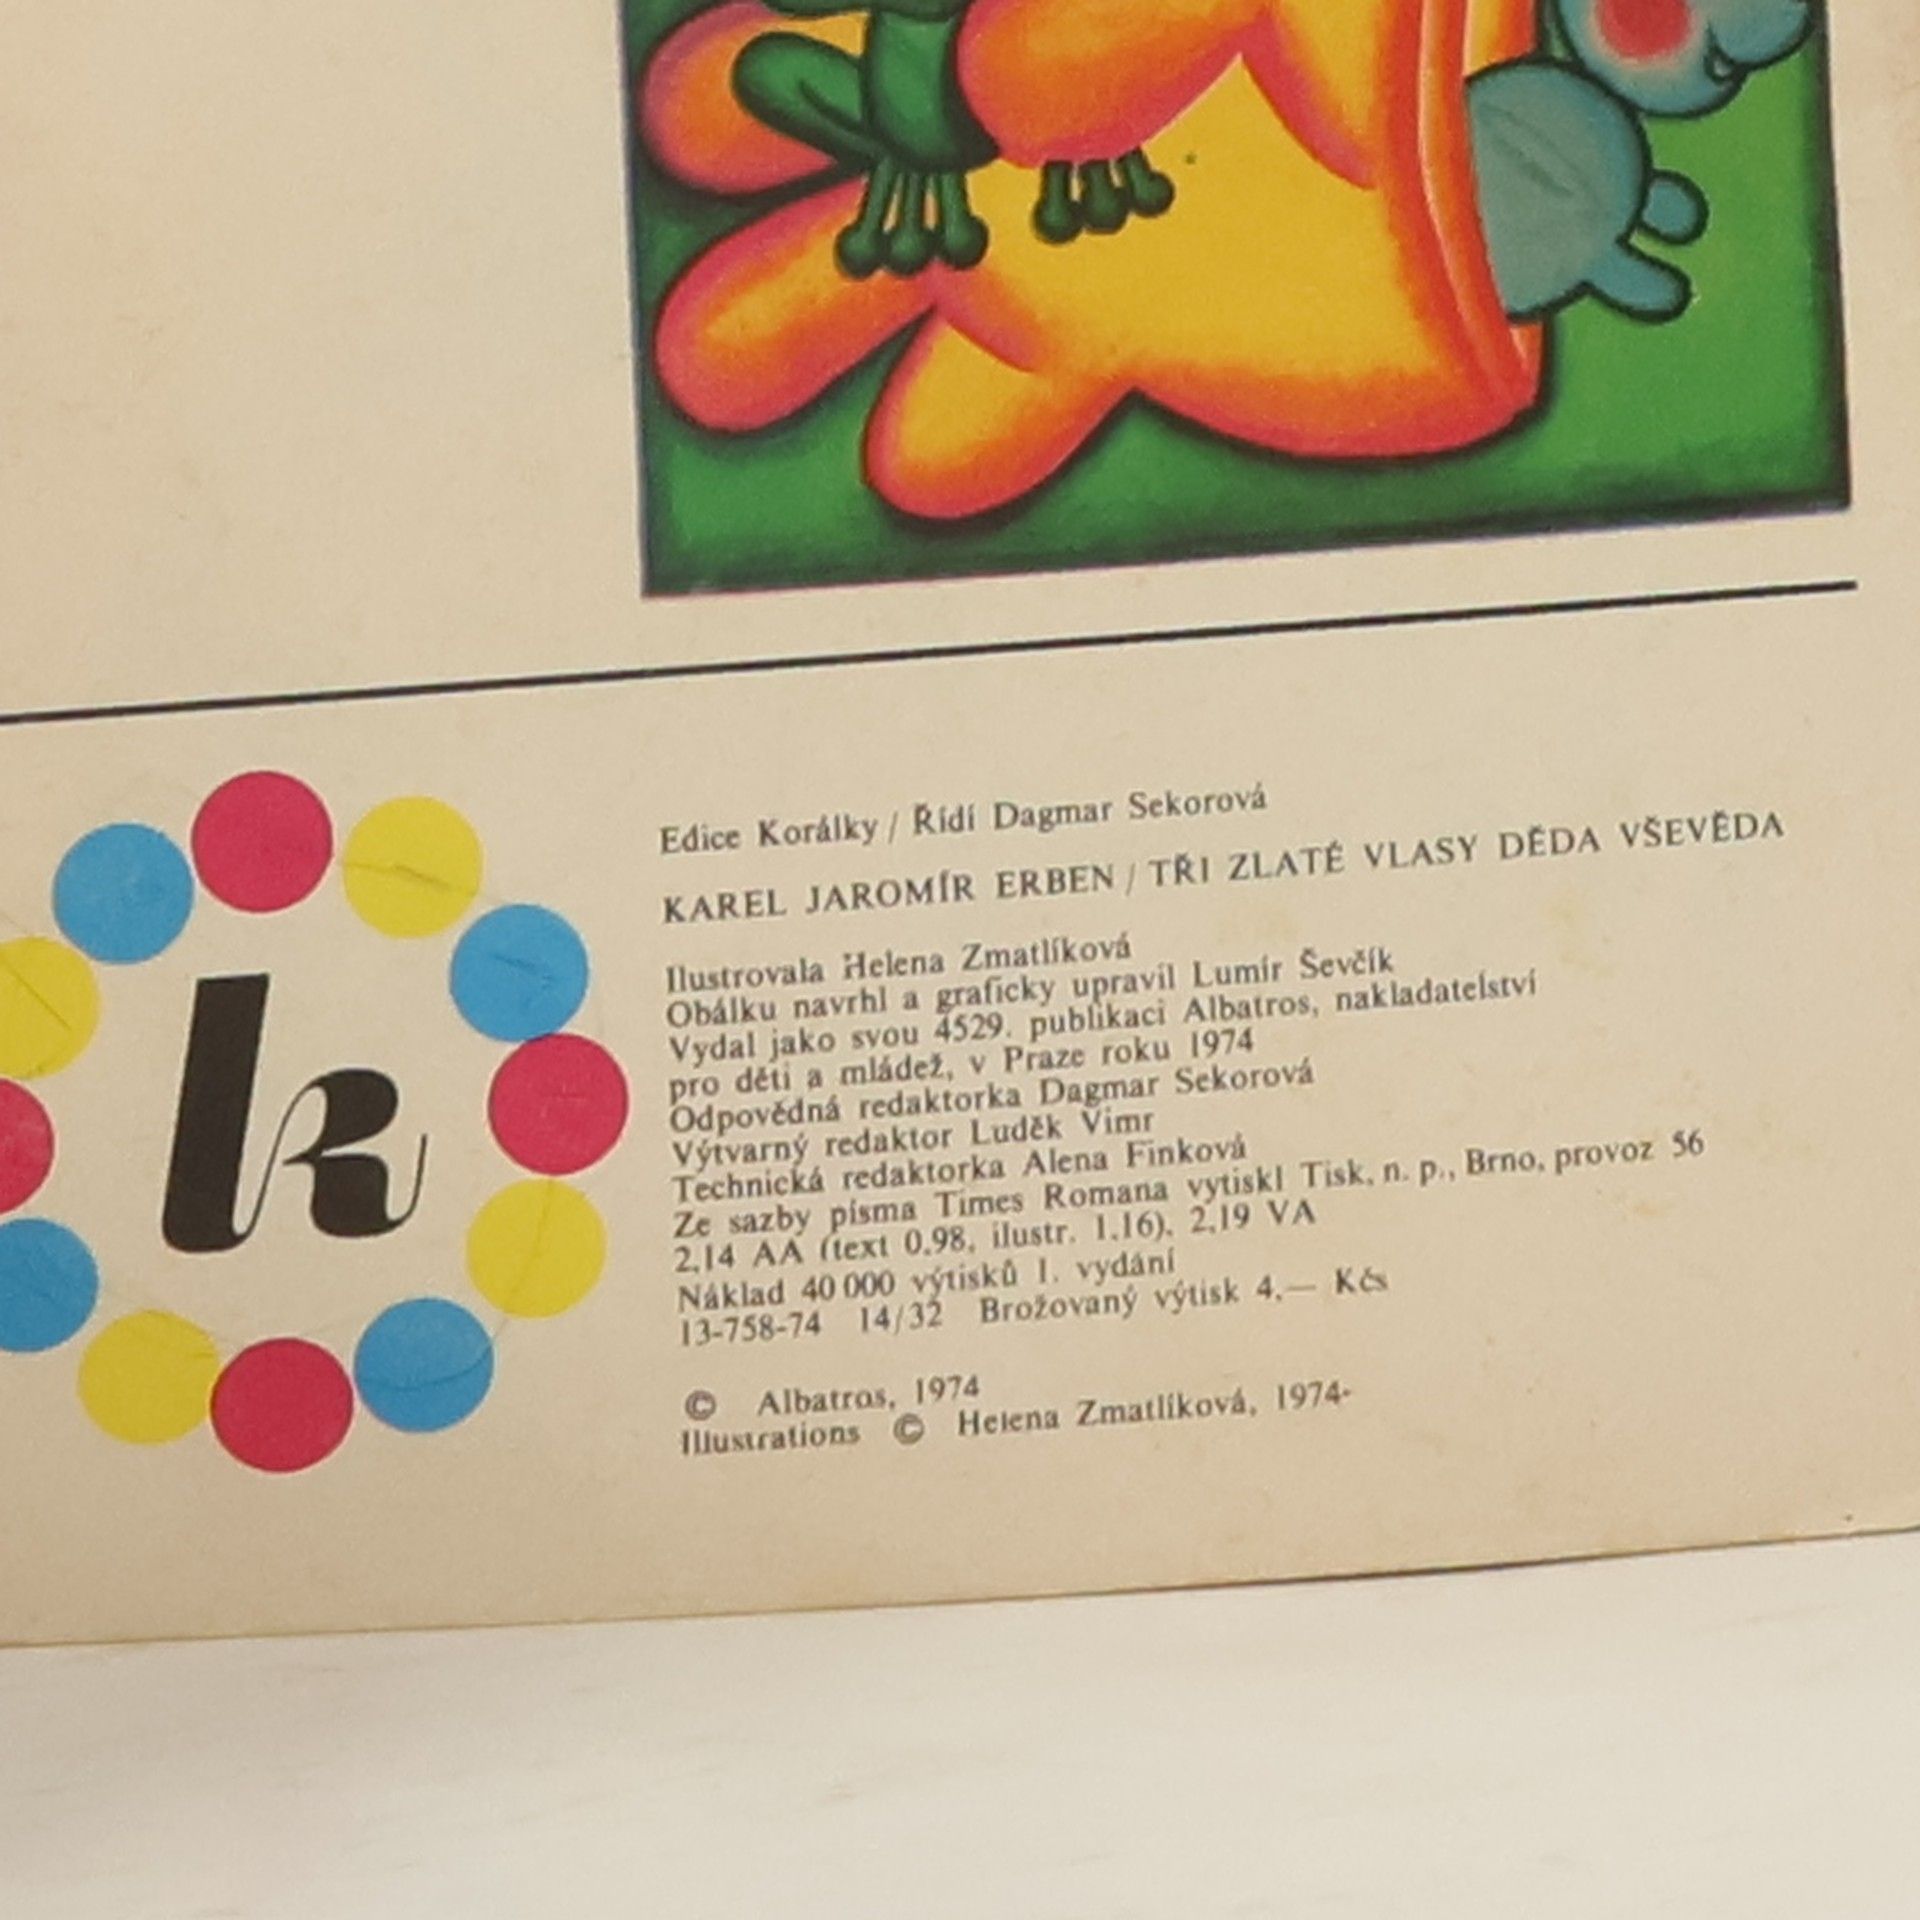 Edice Korálky / Řídí Dagmar Sekorová
KAREL JAROMÍR ERBEN / TŘI ZLATÉ VLASY DĚDA VŠEVĚDA
k
Ilustrovala Helena Zmatlíková
Obálku navrhl a graficky upravil Lumír Ševčík
Vydal jako svou 4529. publikaci Albatros, nakladatelství
pro děti a mládež, v Praze roku 1974
Odpovědná redaktorka Dagmar Sekorová
Výtvarný redaktor Luděk Vimr
Technická redaktorka Alena Finková
Ze sazby písma Times Romana vytiskl Tisk, n. p., Brno, provoz 56
2,14 AA (text 0,98, ilustr. 1,16), 2,19 VA
Náklad 40 000 výtisků 1. vydání
13-758-74 14/32 Brožovaný výtisk 4,— Kčs
© Albatros, 1974
Illustrations © Helena Zmatlíková, 1974